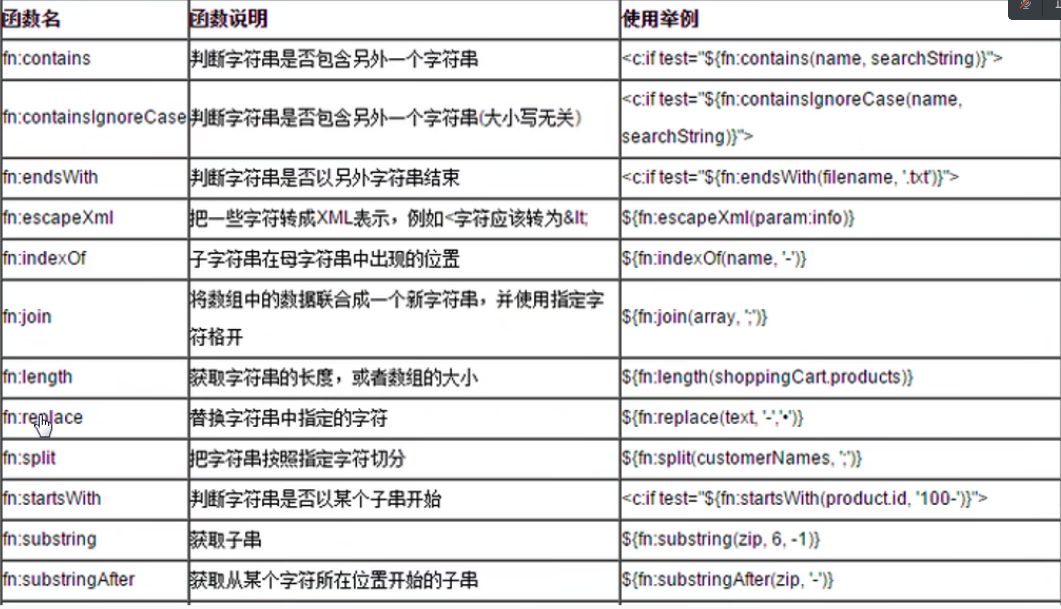 函数名 函数说明 使用举例
fn:contains 判断字符串是否包含另外一个字符串 <c:if test="${fn:contains(name, searchString)}">
fn:containsIgnoreCase 判断字符串是否包含另外一个字符串(大小写无关) <c:if test="${fn:containsIgnoreCase(name,
searchString)}">
fn:endsWith 判断字符串是否以另外字符串结束 <c:if test="${fn:endsWith(filename, '.txt')}">
fn:escapeXml 把一些字符转成XML表示，例如<字符应该转为&lt; ${fn:escapeXml(param:info)}
fn:indexOf 子字符串在母字符串中出现的位置 ${fn:indexOf(name, '-')}
fn:join 将数组中的数据联合成一个新字符串，并使用指定字
符格开 ${fn:join(array, ';')}
fn:length 获取字符串的长度，或者数组的大小 ${fn:length(shoppingCart.products)}
fn:replace 替换字符串中指定的字符 ${fn:replace(text, '-','•')}
fn:split 把字符串按照指定字符切分 ${fn:split(customerNames, ';')}
fn:startsWith 判断字符串是否以某个子串开始 <c:if test="${fn:startsWith(product.id, '100-')}">
fn:substring 获取子串 ${fn:substring(zip, 6, -1)}
fn:substringAfter 获取从某个字符所在位置开始的子串 ${fn:substringAfter(zip, '-')}